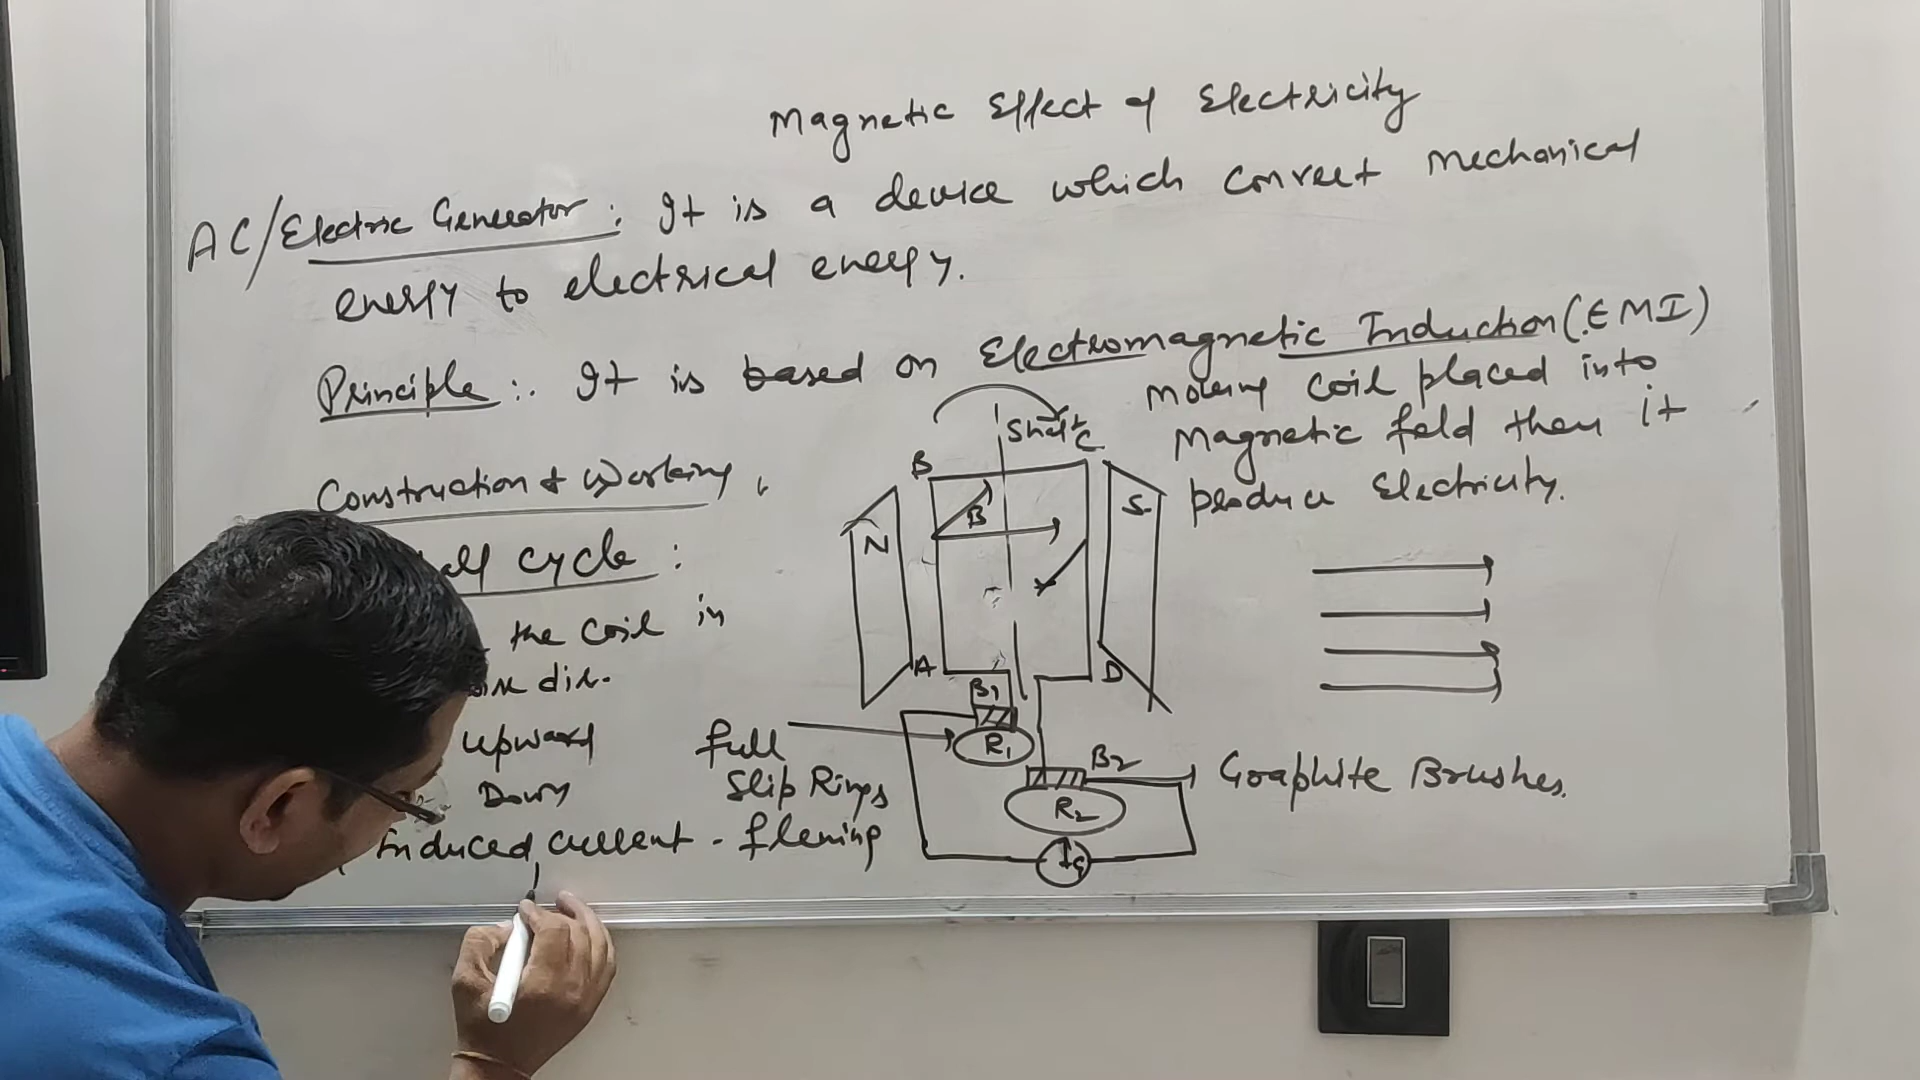 Magnetic Effect of Electricity
AC/Electric Generator : It is a device which convert mechanical
energy to electrical energy.
Principle :. It is based on Electromagnetic Induction (EMI)
Moving coil placed into
Magnetic feld then it
produce Electricity.
Construction & Working
Shaft
B
C
N
B
S
A
D
alf cycle :
the coil in
dir.
upward
Down
Induced current - fleming
full
Slip Rings
B1
R1
B2
R2
G
Graphite Brushes.